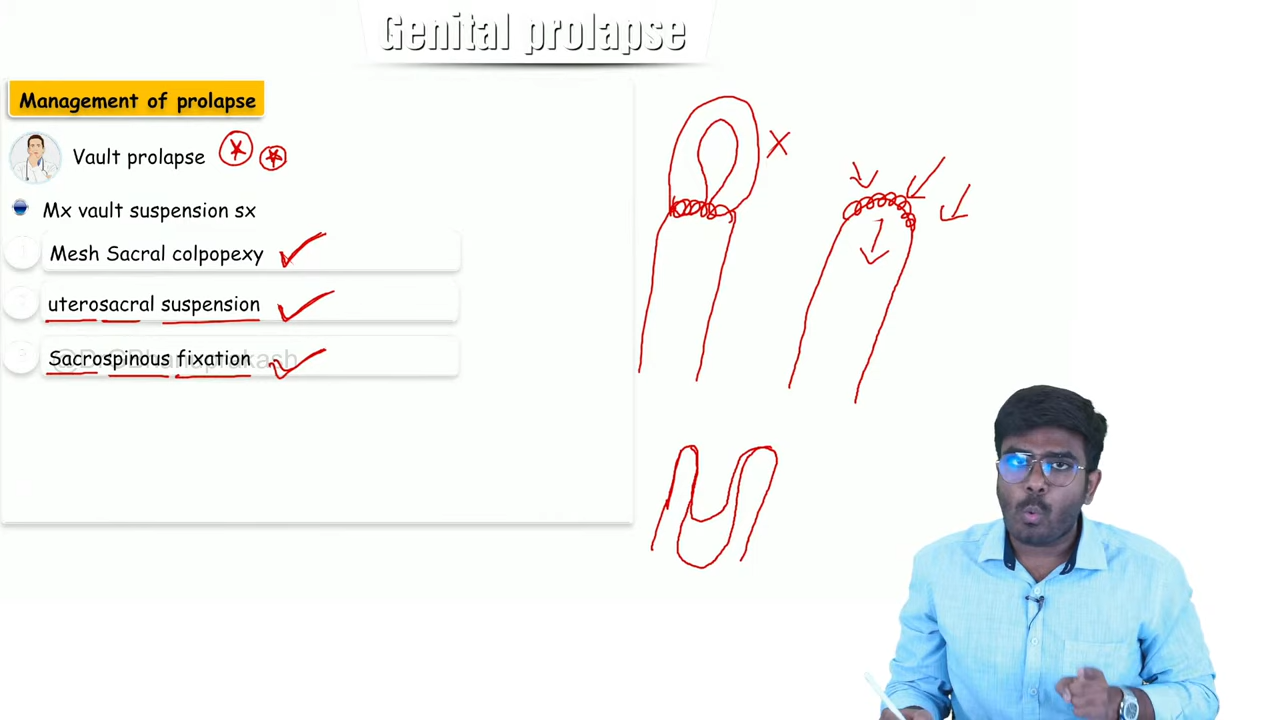 Genital prolapse
Management of prolapse
Vault prolapse
Mx vault suspension sx
Mesh Sacral colpopexy
uterosacral suspension
Sacrospinous fixation